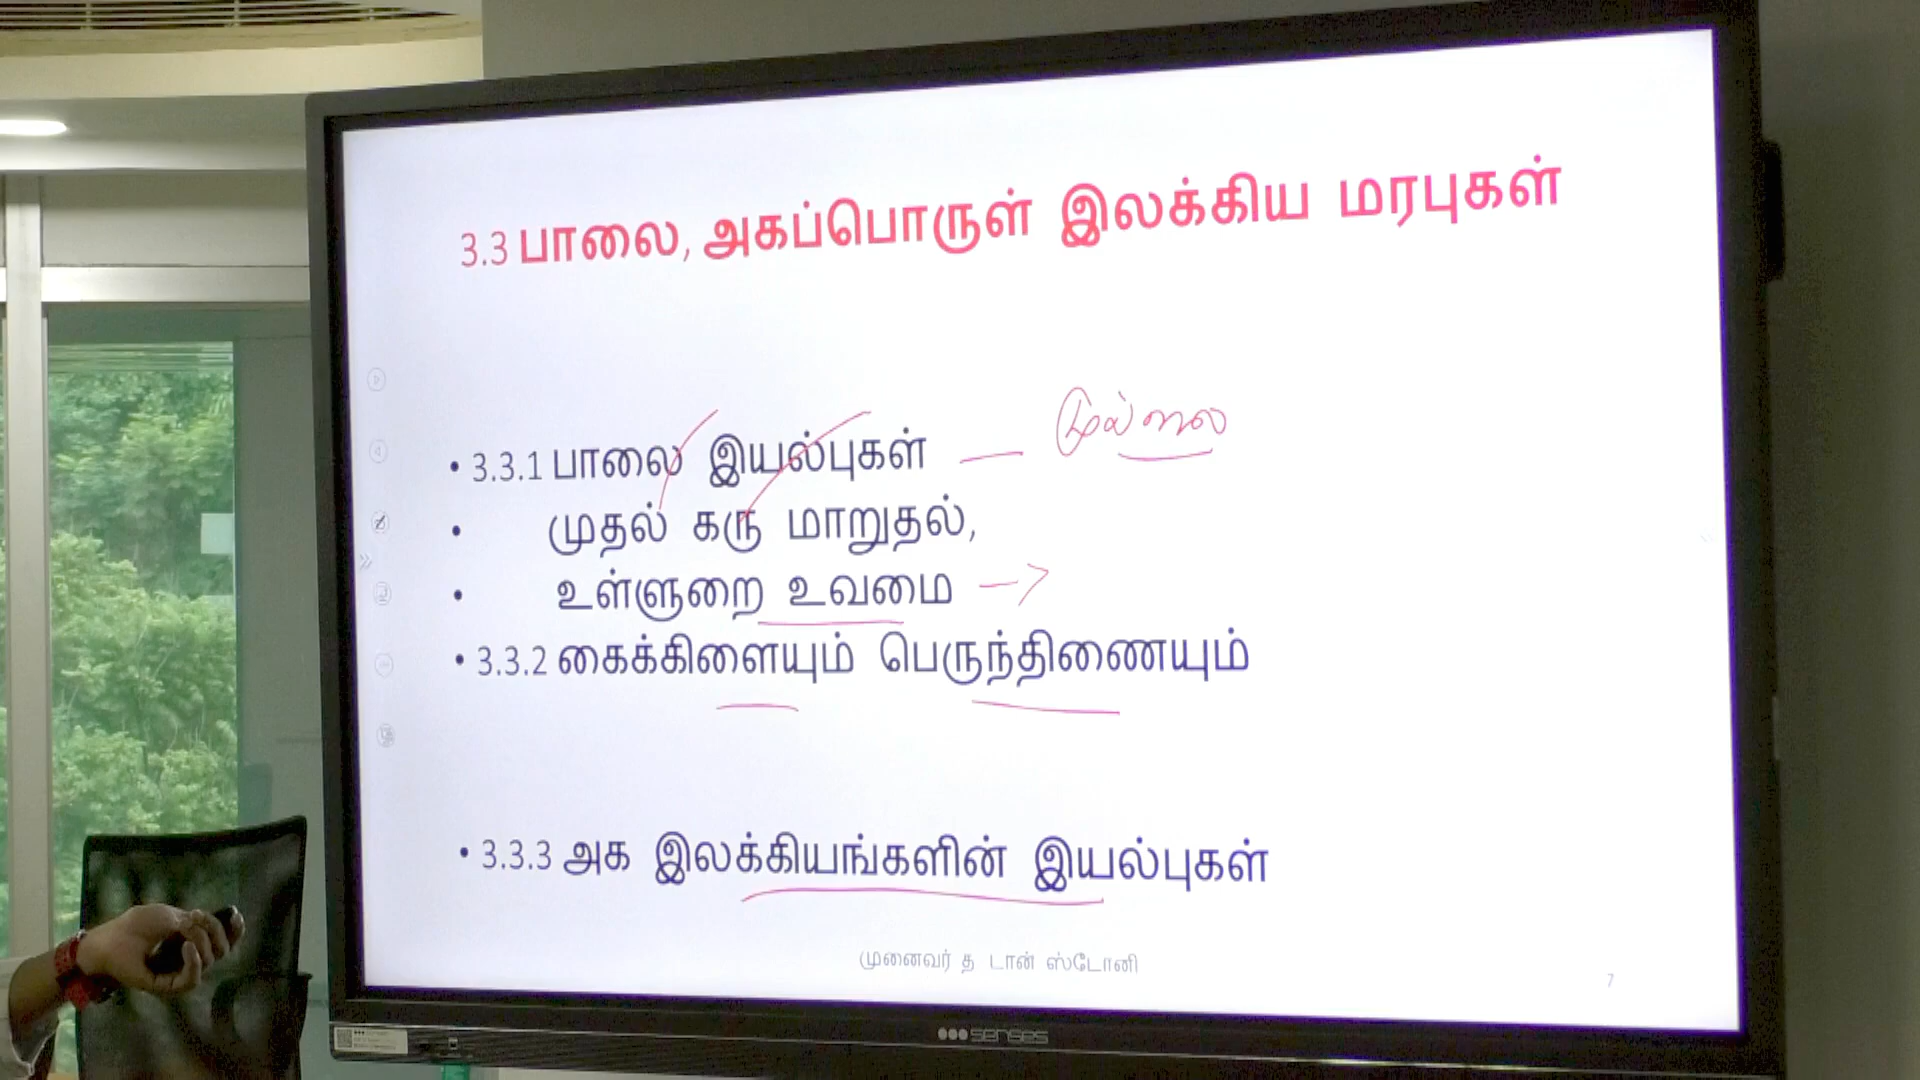 3.3 பாலை, அகப்பொருள் இலக்கிய மரபுகள்
• 3.3.1 பாலை இயல்புகள் — முல்லை
• முதல் கரு மாறுதல்,
• உள்ளுறை உவமை →
• 3.3.2 கைக்கிளையும் பெருந்திணையும்
• 3.3.3 அக இலக்கியங்களின் இயல்புகள்
முனைவர் த டான் ஸ்டோனி
7
senses